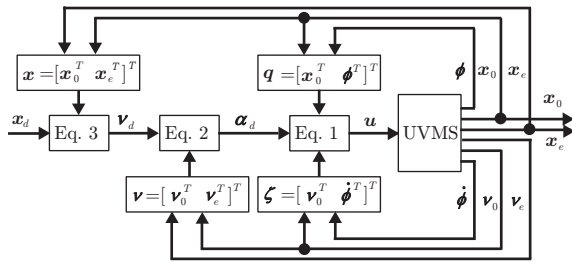 x = [x_0^T x_e^T]^T
q = [x_0^T ϕ^T]^T
ϕ x_0 x_e
x_0
x_d Eq. 3 ν_d Eq. 2 α_d Eq. 1 u UVMS
x_e
ν = [ν_0^T ν_e^T]^T
ζ = [ν_0^T ϕ̇^T]^T
ϕ̇ ν_0 ν_e